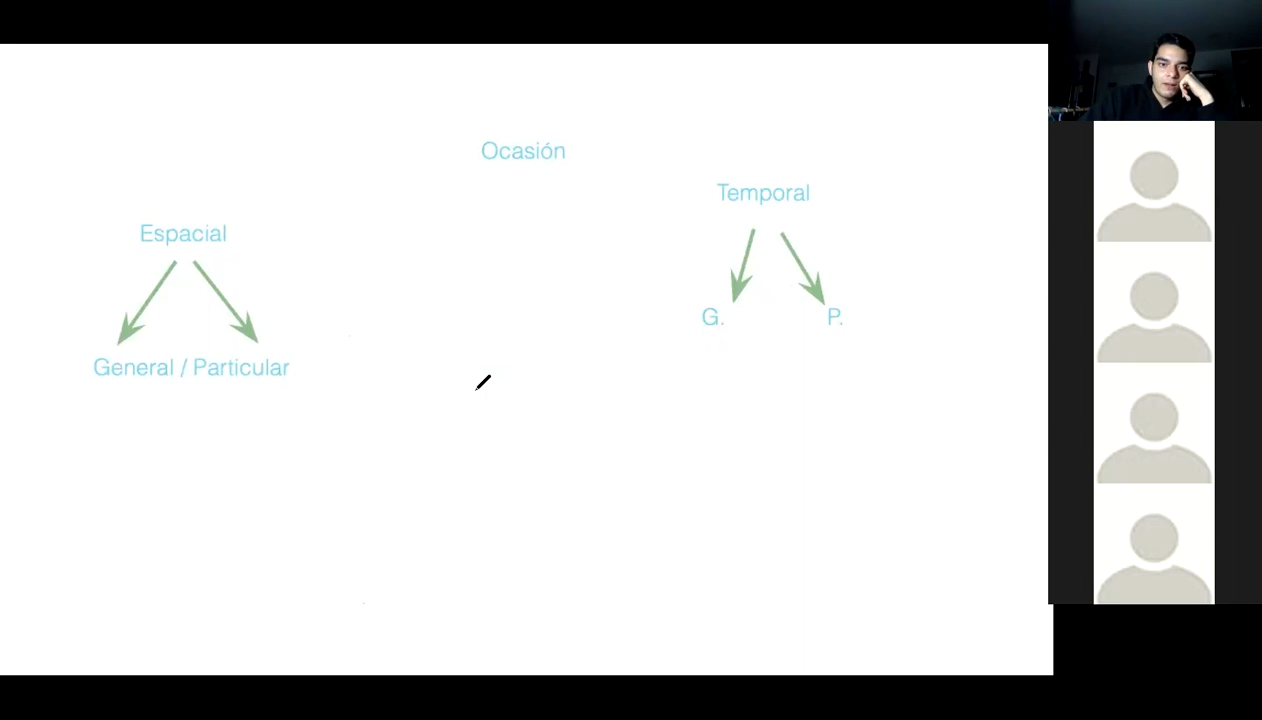 Ocasión
Temporal
Espacial
G. P.
General / Particular